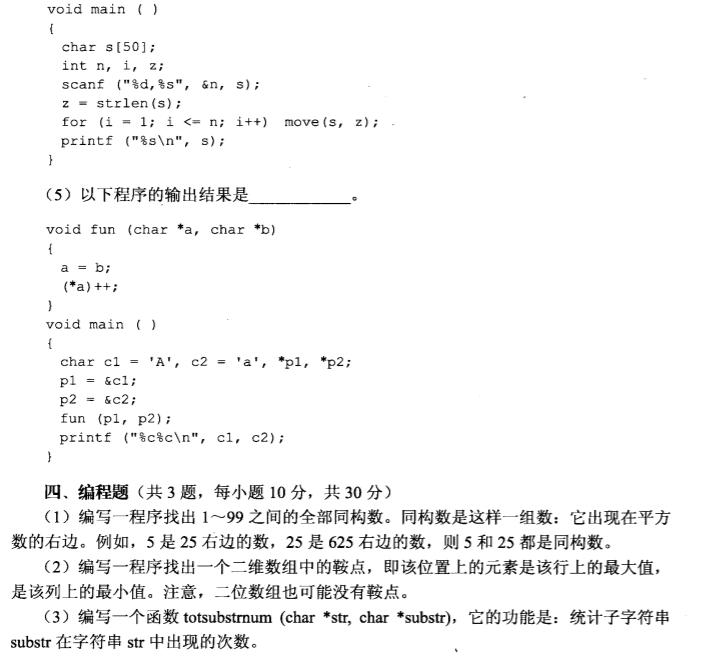 void main ( )
{
char s[50];
int n, i, z;
scanf ("%d,%s", &n, s);
z = strlen(s);
for (i = 1; i <= n; i++) move(s, z);
printf ("%s\n", s);
}
（5）以下程序的输出结果是____________。
void fun (char *a, char *b)
{
a = b;
(*a)++;
}
void main ( )
{
char c1 = 'A', c2 = 'a', *p1, *p2;
p1 = &c1;
p2 = &c2;
fun (p1, p2);
printf ("%c%c\n", c1, c2);
}
四、编程题（共 3 题，每小题 10 分，共 30 分）
（1）编写一程序找出 1～99 之间的全部同构数。同构数是这样一组数：它出现在平方
数的右边。例如，5 是 25 右边的数，25 是 625 右边的数，则 5 和 25 都是同构数。
（2）编写一程序找出一个二维数组中的鞍点，即该位置上的元素是该行上的最大值，
是该列上的最小值。注意，二位数组也可能没有鞍点。
（3）编写一个函数 totsubstrnum (char *str, char *substr)，它的功能是：统计子字符串
substr 在字符串 str 中出现的次数。